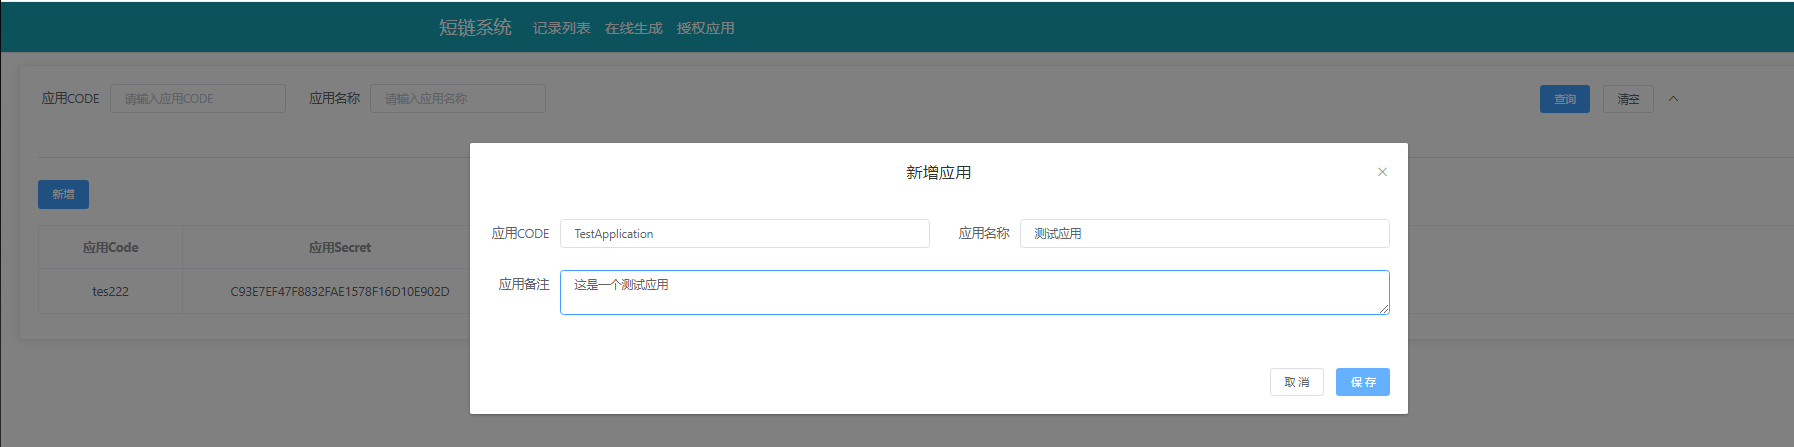 短链系统 记录列表 在线生成 授权应用
应用CODE 请输入应用CODE 应用名称 请输入应用名称 查询 清空
新增应用
新增
应用CODE TestApplication 应用名称 测试应用
应用Code 应用Secret
应用备注 这是一个测试应用
tes222 C93E7EF47F8832FAE1578F16D10E902D
取消 保存